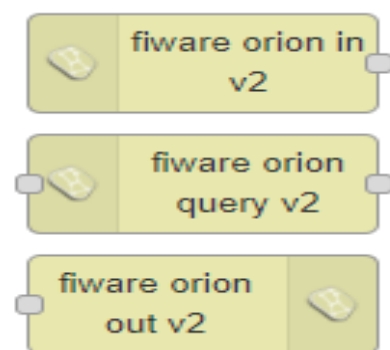 fiware orion in
v2
fiware orion
query v2
fiware orion
out v2